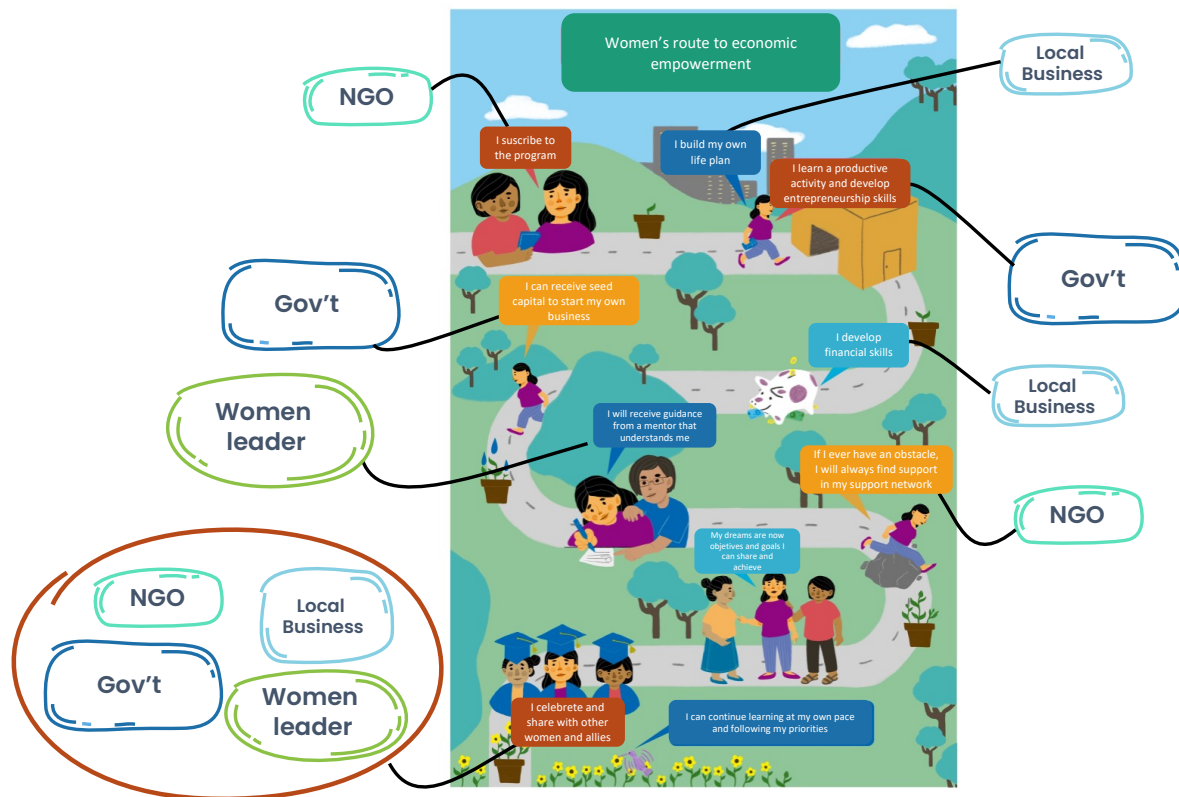 Women's route to economic
empowerment
Local
Business
NGO
I suscribe to
the program
I build my own
life plan
I learn a productive
activity and develop
entrepreneurship skills
Gov't
I can receive seed
capital to start my own
business
Gov't
I develop
financial skills
Local
Business
Women
leader
I will receive guidance
from a mentor that
understands me
If I ever have an obstacle,
I will always find support
in my support network
NGO
My dreams are now
objetives and goals I
can share and
achieve
NGO
Local
Business
Gov't
Women
leader
I celebrete and
share with other
women and allies
I can continue learning at my own pace
and following my priorities